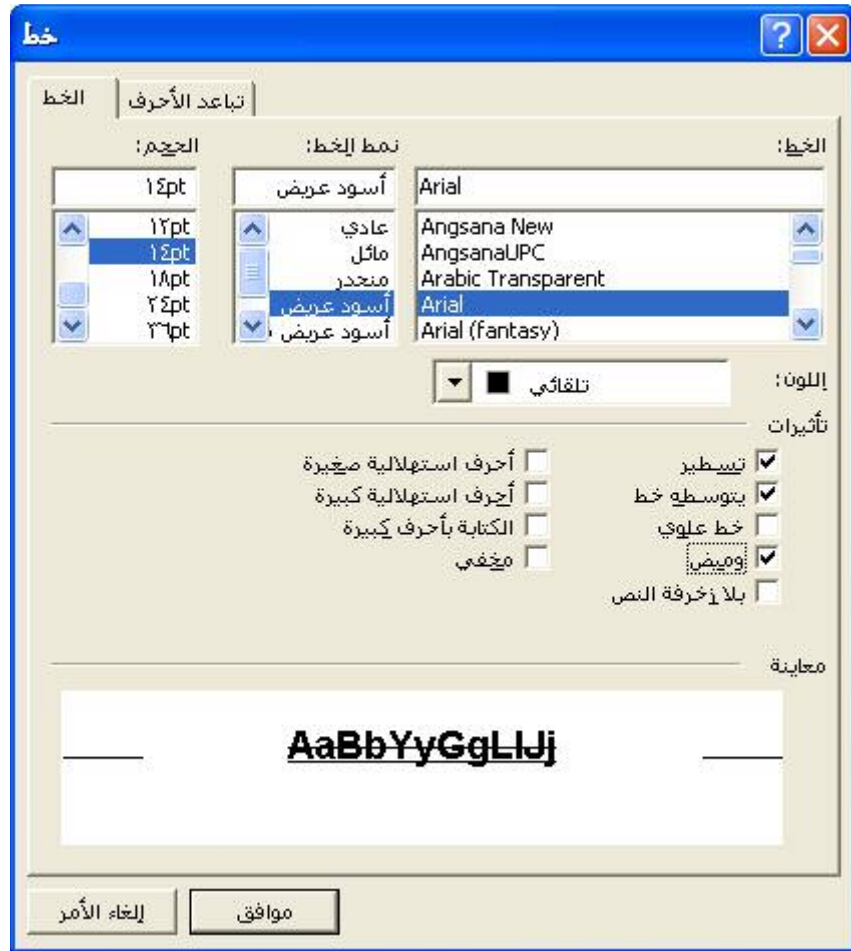 خط
الخط
تباعد الأحرف
الخط:
نمط الخط:
الحجم:
Arial
أسود عريض
١٤pt
Angsana New
AngsanaUPC
Arabic Transparent
Arial
Arial (fantasy)
عادي
مائل
منحدر
أسود عريض
أسود عريض
١٢pt
١٤pt
١٨pt
٢٤pt
٣٦pt
اللون:
تلقائي
تأثيرات
تسطير
يتوسطه خط
خط علوي
وميض
بلا زخرفة النص
أحرف استهلالية صغيرة
أحرف استهلالية كبيرة
الكتابة بأحرف كبيرة
مخفي
معاينة
AaBbYyGgLlJj
موافق
إلغاء الأمر